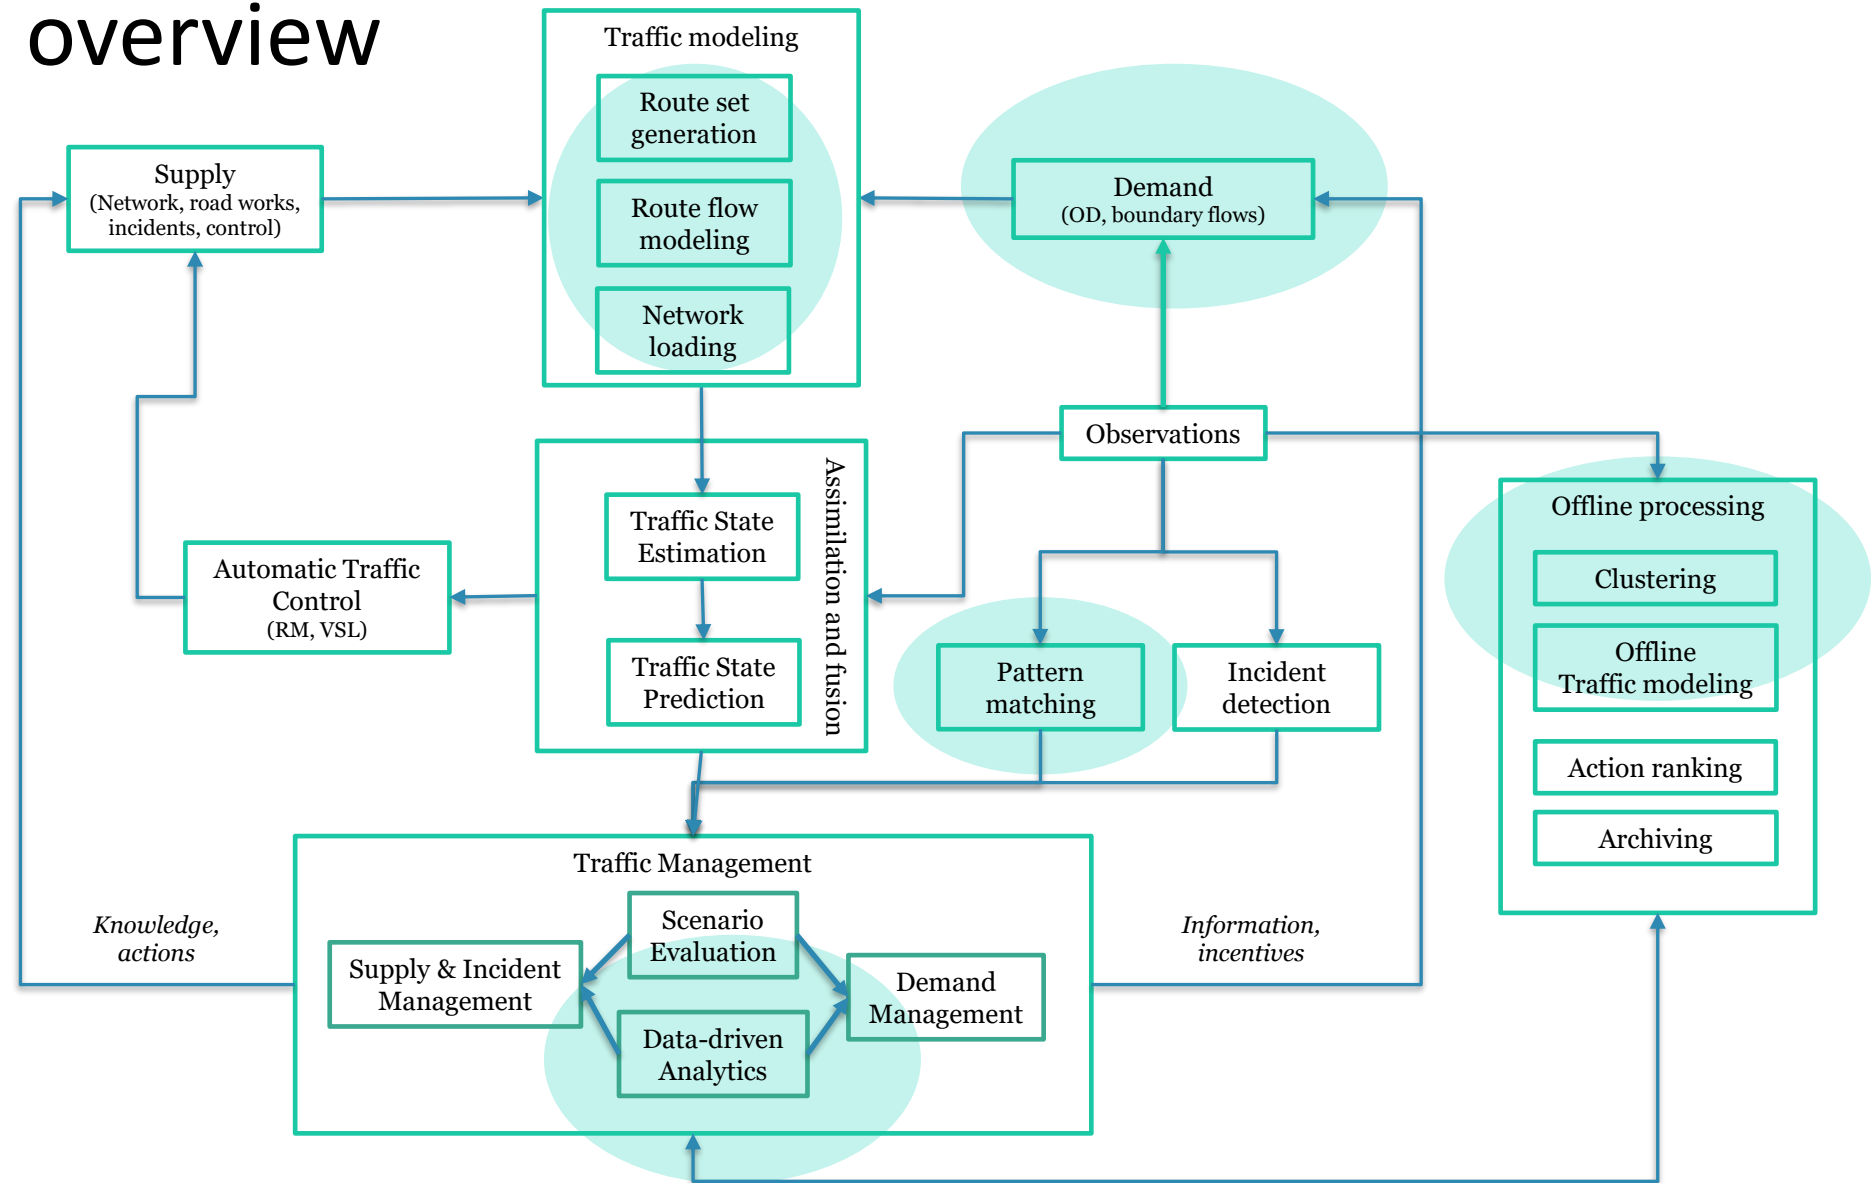 overview
Traffic modeling
Route set
generation
Route flow
modeling
Network
loading
Supply
(Network, road works,
incidents, control)
Demand
(OD, boundary flows)
Observations
Assimilation and fusion
Traffic State
Estimation
Traffic State
Prediction
Automatic Traffic
Control
(RM, VSL)
Pattern
matching
Incident
detection
Offline processing
Clustering
Offline
Traffic modeling
Action ranking
Archiving
Traffic Management
Scenario
Evaluation
Supply & Incident
Management
Demand
Management
Data-driven
Analytics
Knowledge,
actions
Information,
incentives